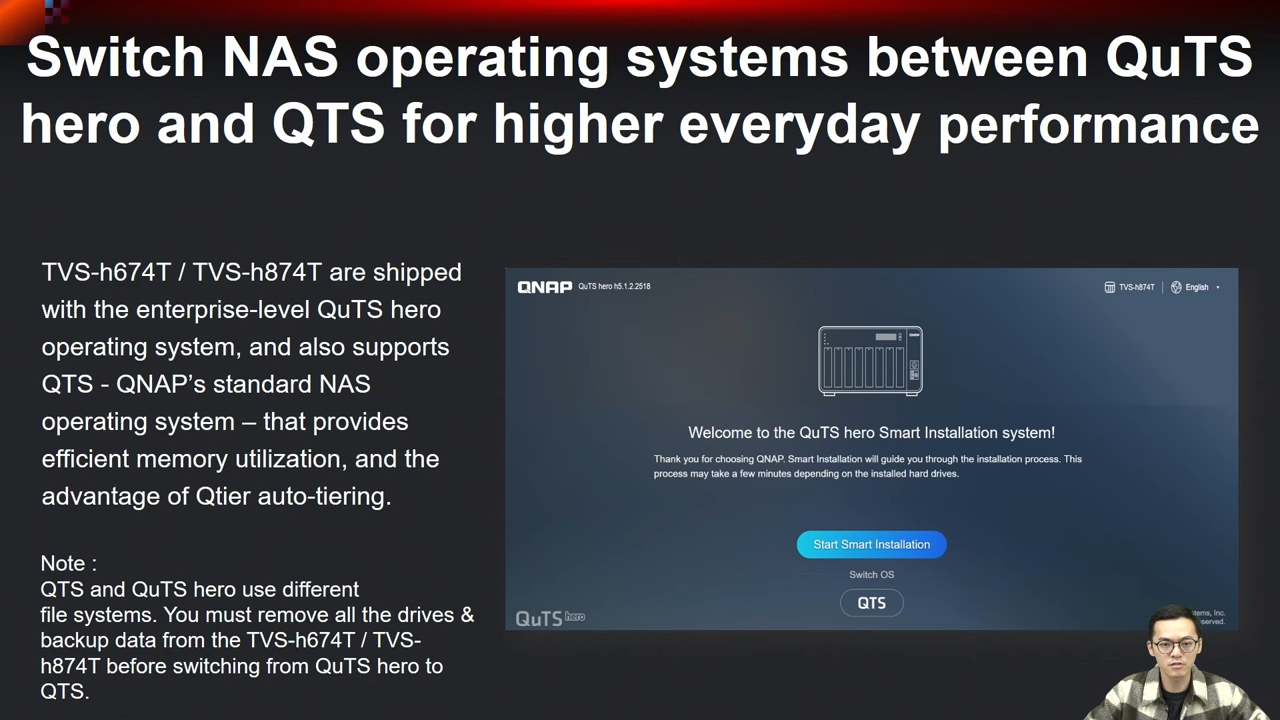 Switch NAS operating systems between QuTS
hero and QTS for higher everyday performance
TVS-h674T / TVS-h874T are shipped
with the enterprise-level QuTS hero
operating system, and also supports
QTS - QNAP’s standard NAS
operating system – that provides
efficient memory utilization, and the
advantage of Qtier auto-tiering.
Note :
QTS and QuTS hero use different
file systems. You must remove all the drives &
backup data from the TVS-h674T / TVS-
h874T before switching from QuTS hero to
QTS.
QNAP QuTS hero h5.1.2.2518
TVS-h874T | English
Welcome to the QuTS hero Smart Installation system!
Thank you for choosing QNAP. Smart Installation will guide you through the installation process. This
process may take a few minutes depending on the installed hard drives.
Start Smart Installation
Switch OS
QTS
QuTS hero
Inc.